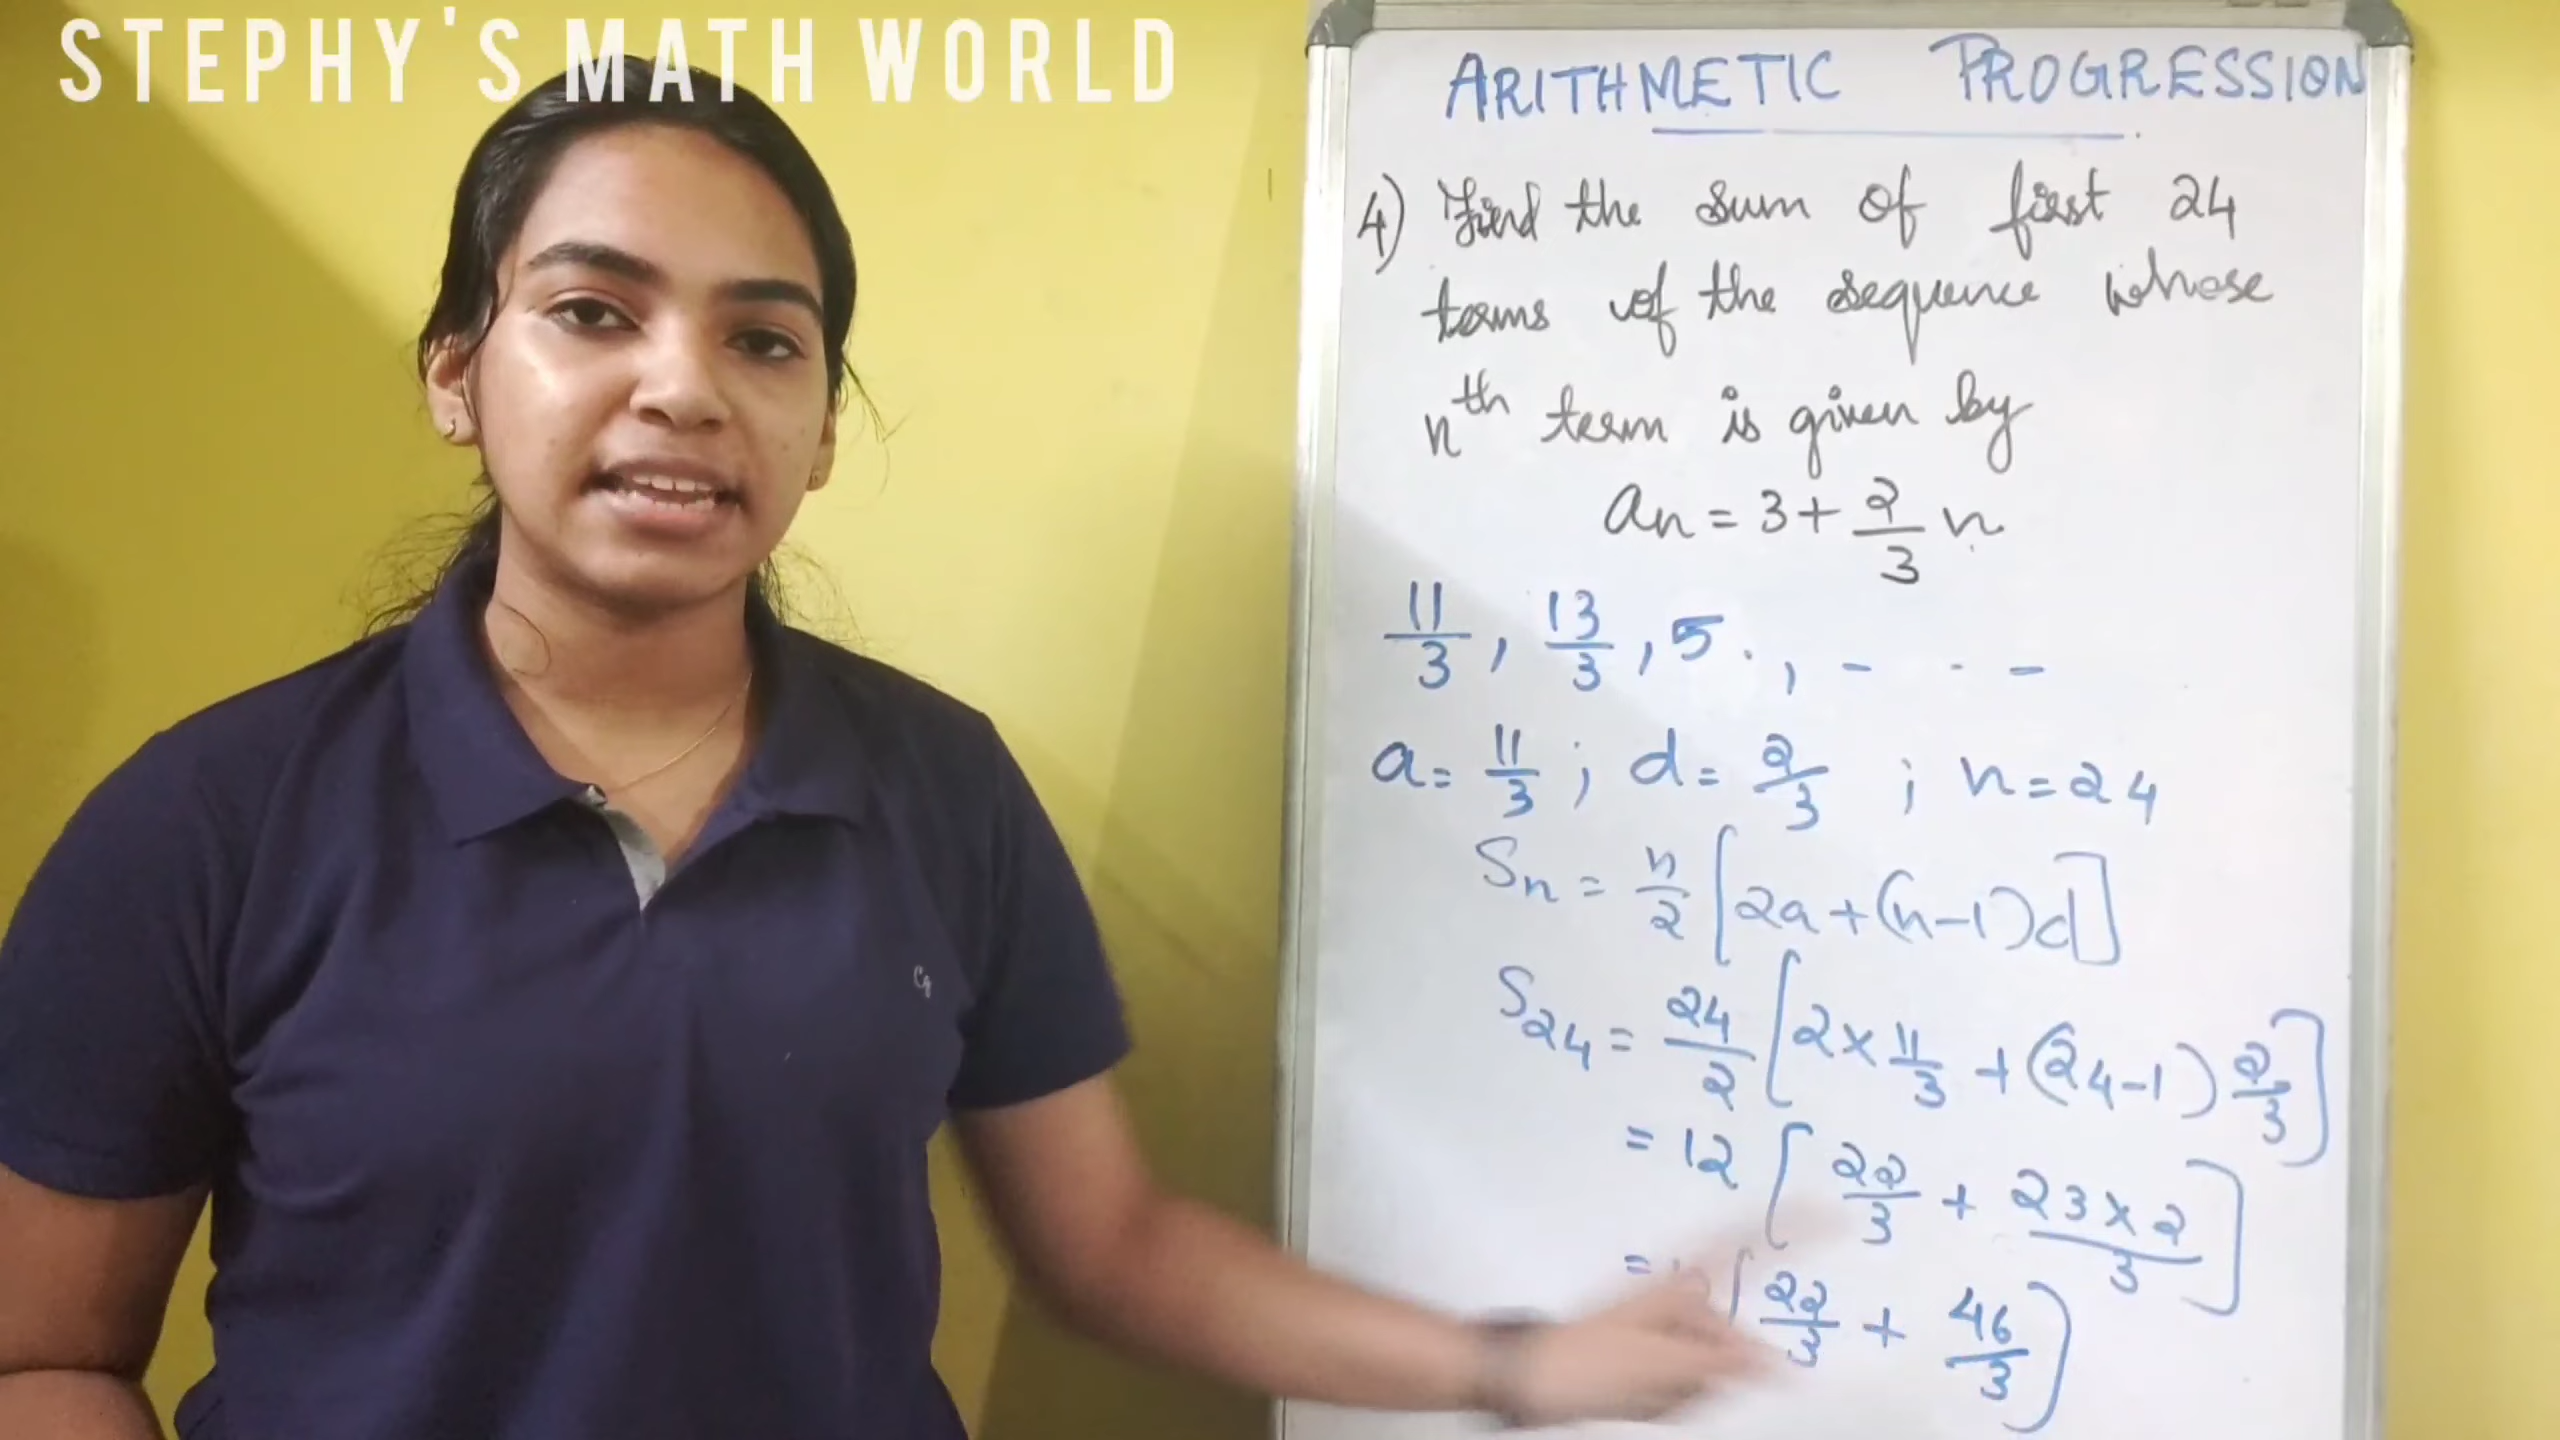 STEPHY'S MATH WORLD
ARITHMETIC PROGRESSION
4) Find the sum of first 24
terms of the sequence whose
nth term is given by
an = 3 + 2/3 n.
11/3, 13/3, 5., - - -
a = 11/3 ; d = 2/3 ; n = 24
Sn = n/2 [2a + (n-1)d]
S24 = 24/2 [2 × 11/3 + (24-1) 2/3]
= 12 [22/3 + 23×2/3]
= [22/3 + 46/3]
Cg